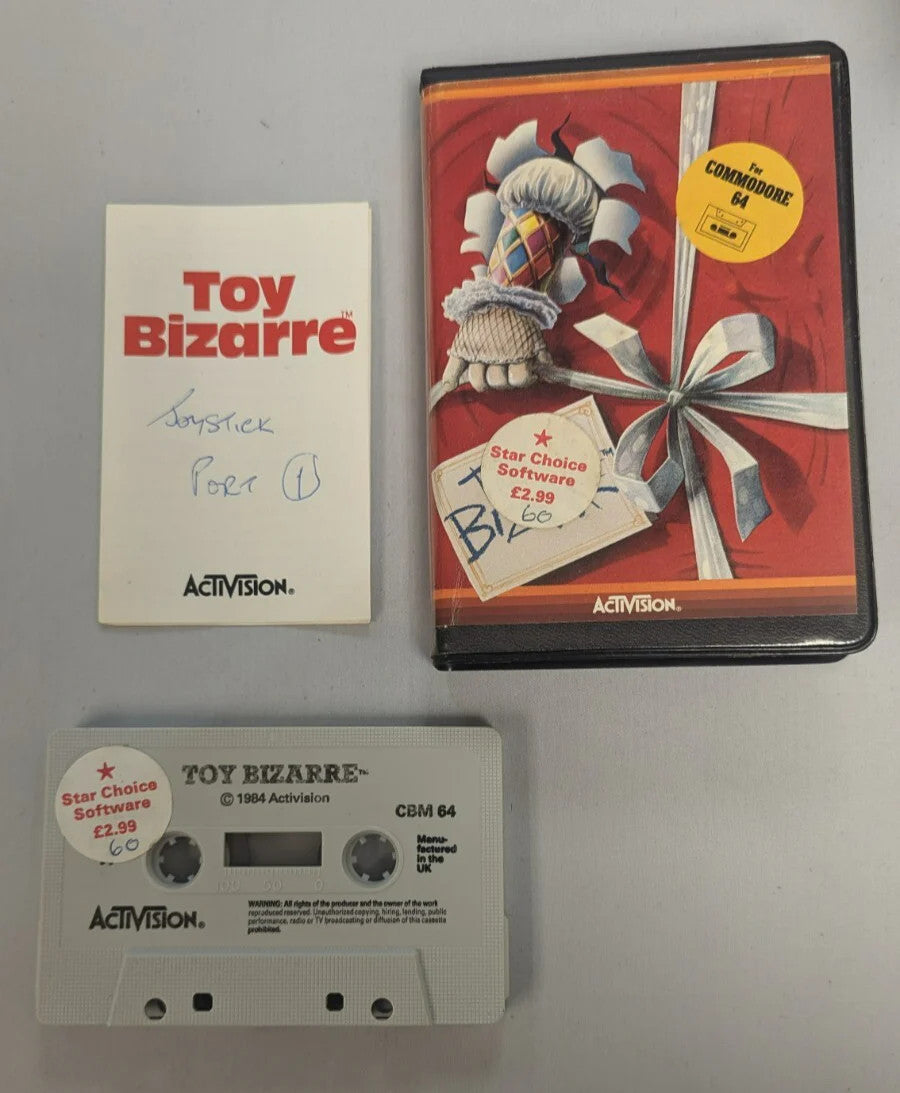 Toy
Bizarre™
Joystick
Port 1
ACTIVISION®
For
COMMODORE
64
Star Choice
Software
£2.99
60
ACTIVISION®
Star Choice
Software
£2.99
60
TOY BIZARRE™
© 1984 Activision
CBM 64
Manu-
factured
in the
UK
100 50 0
ACTIVISION®
WARNING: All rights of the producer and the owner of the work
reproduced reserved. Unauthorized copying, hiring, lending, public
performance, radio or TV broadcasting or diffusion of this cassette
prohibited.